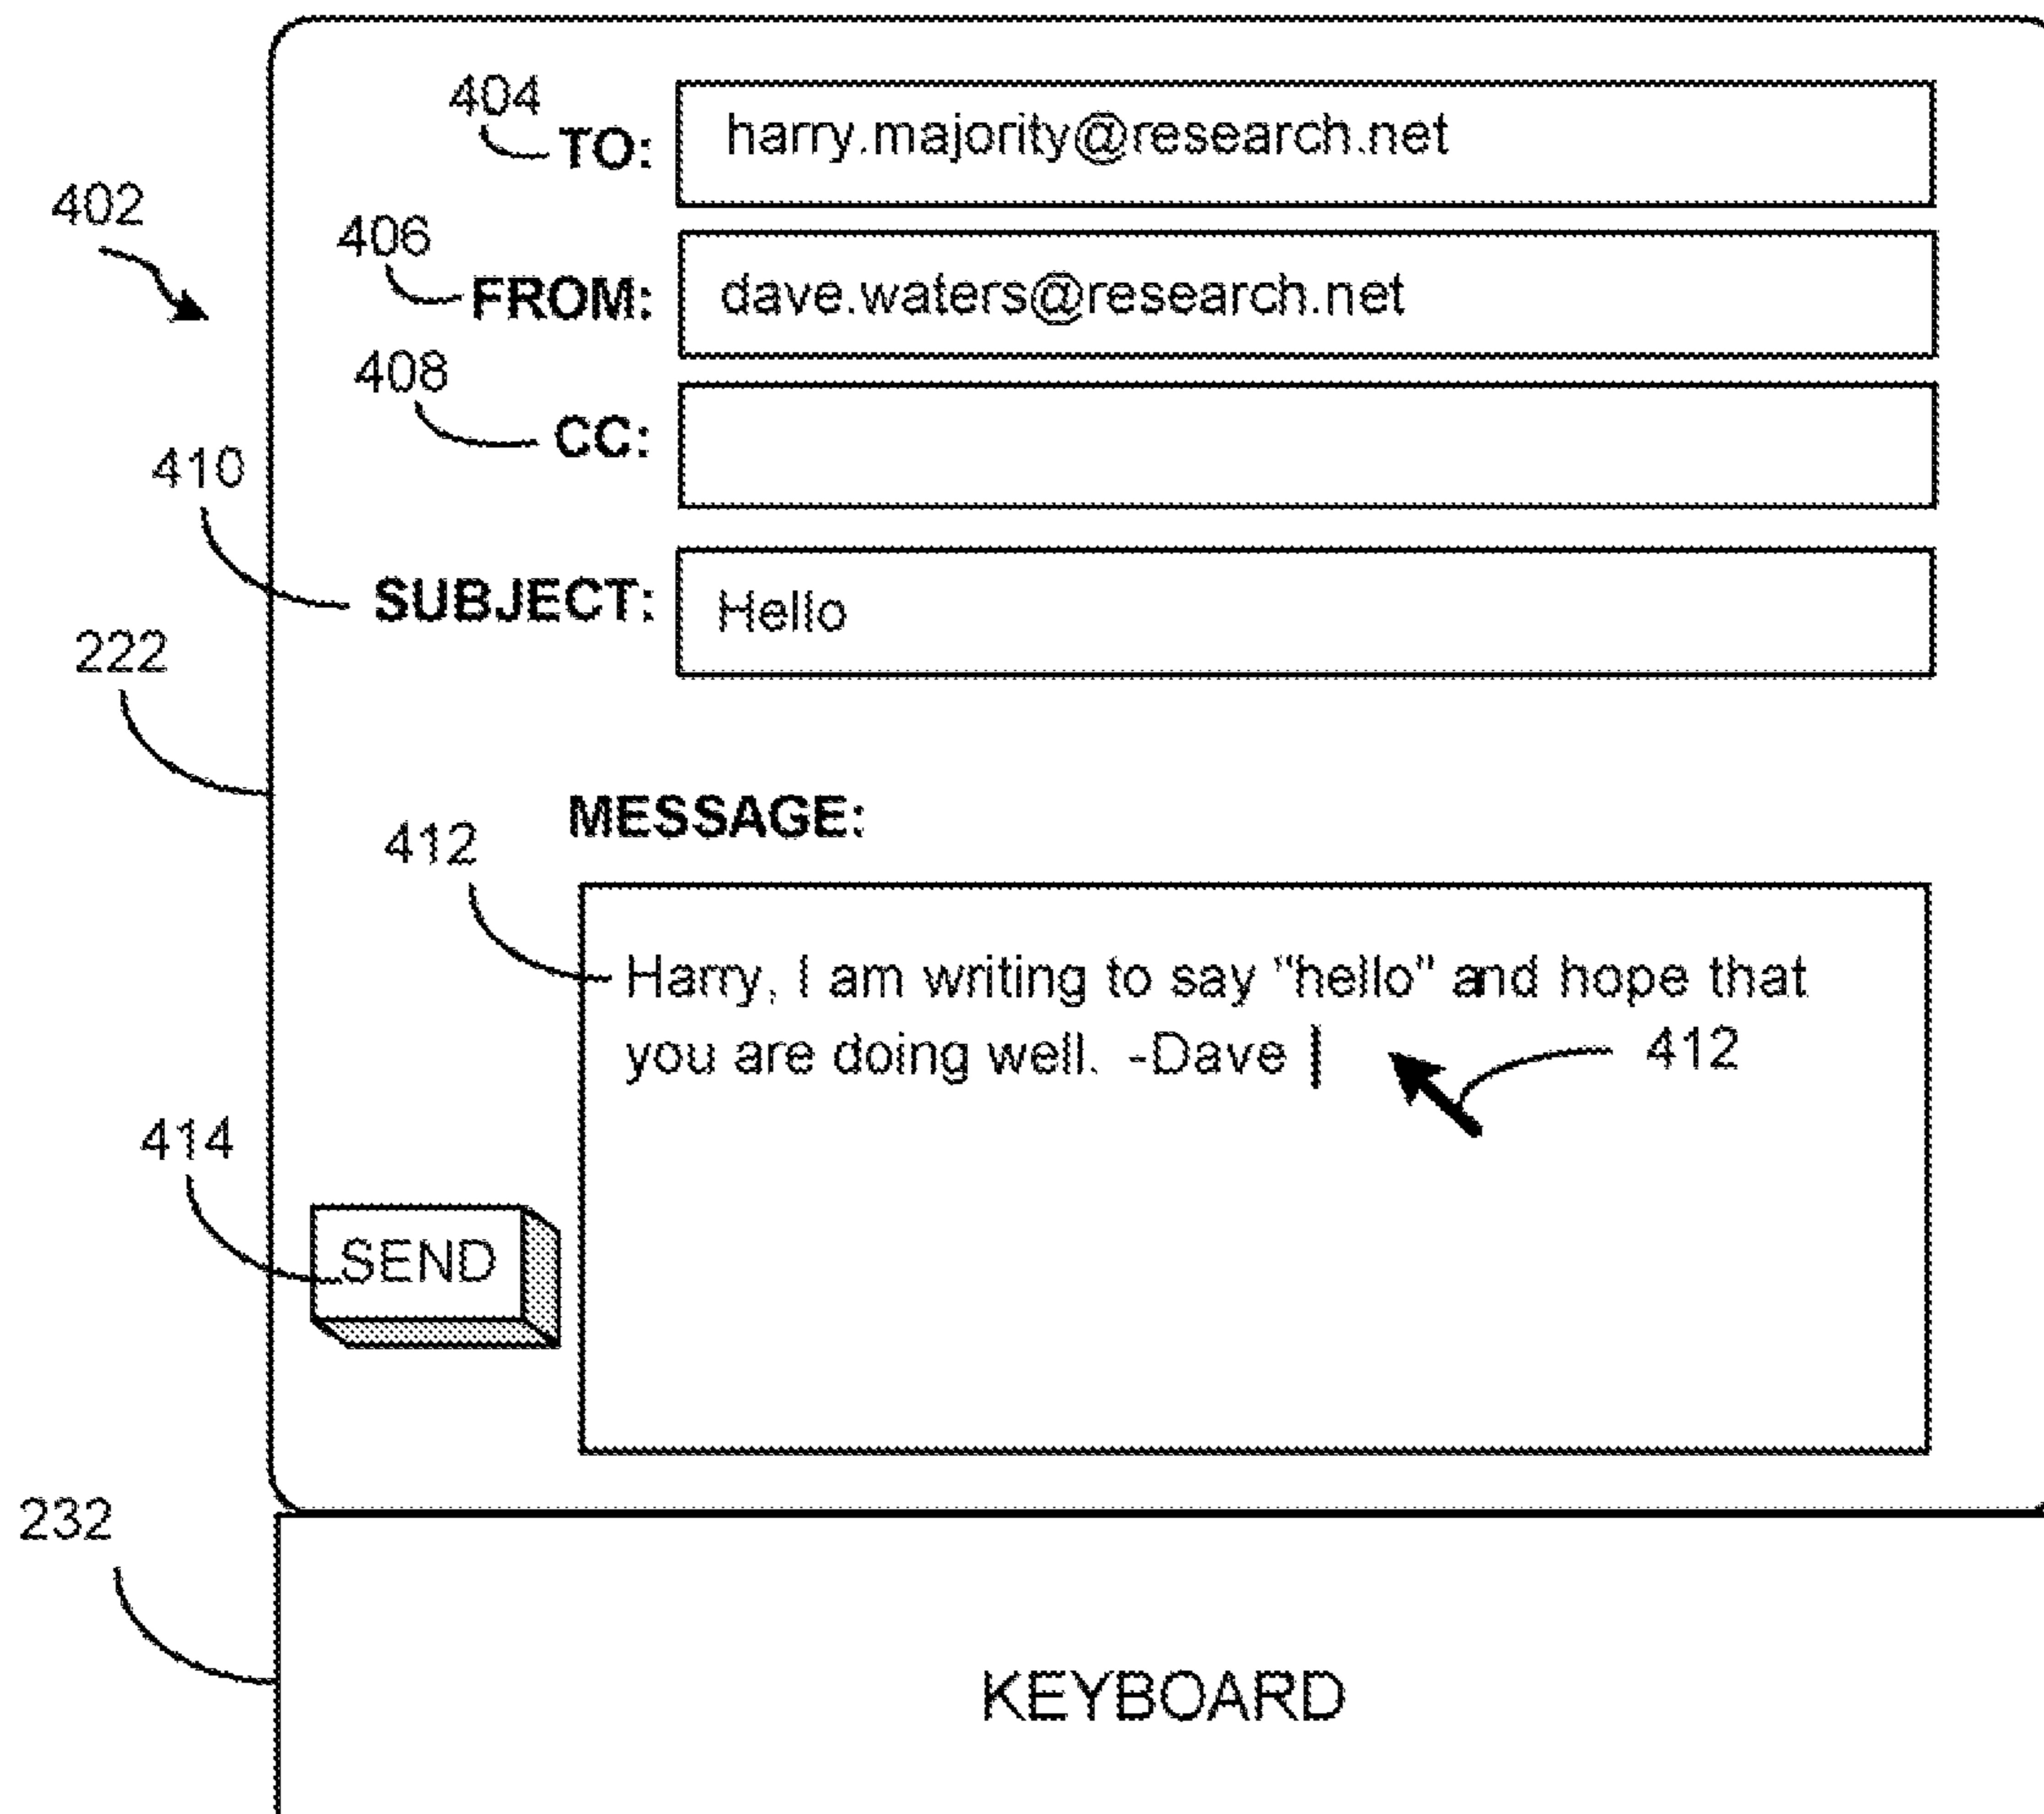 404
TO: harry.majority@research.net
402
406
FROM: dave.waters@research.net
408
CC:
410
SUBJECT: Hello
222
MESSAGE:
412
Harry, I am writing to say "hello" and hope that
you are doing well. -Dave | 412
414
SEND
232
KEYBOARD